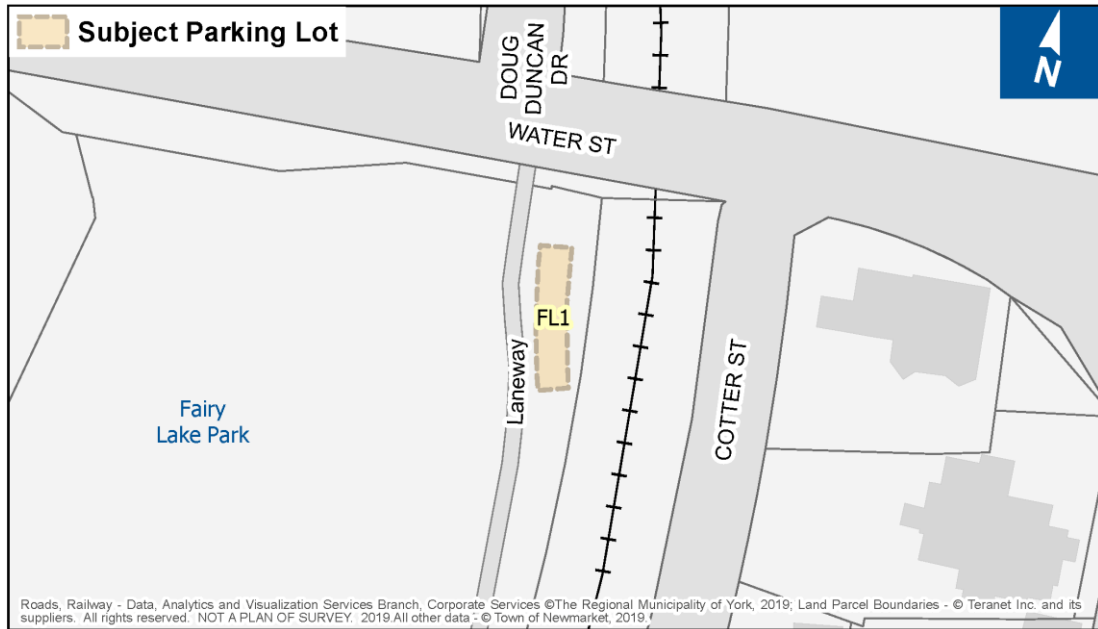 Subject Parking Lot
N
DOUG
DUNCAN
DR
WATER ST
FL1
Laneway
COTTER ST
Fairy
Lake Park
Roads, Railway - Data, Analytics and Visualization Services Branch, Corporate Services ©The Regional Municipality of York, 2019; Land Parcel Boundaries - © Teranet Inc. and its
suppliers. All rights reserved. NOT A PLAN OF SURVEY. 2019.All other data - © Town of Newmarket, 2019.